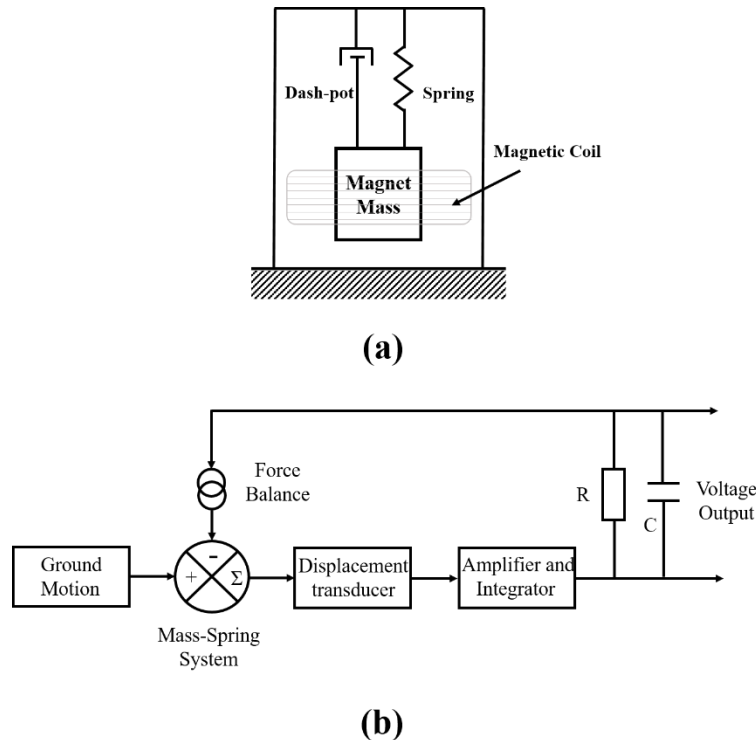 Dash-pot
Spring
Magnetic Coil
Magnet
Mass
(a)
Force
Balance
R
C
Voltage
Output
Ground
Motion
-
+
Σ
Displacement
transducer
Amplifier and
Integrator
Mass-Spring
System
(b)